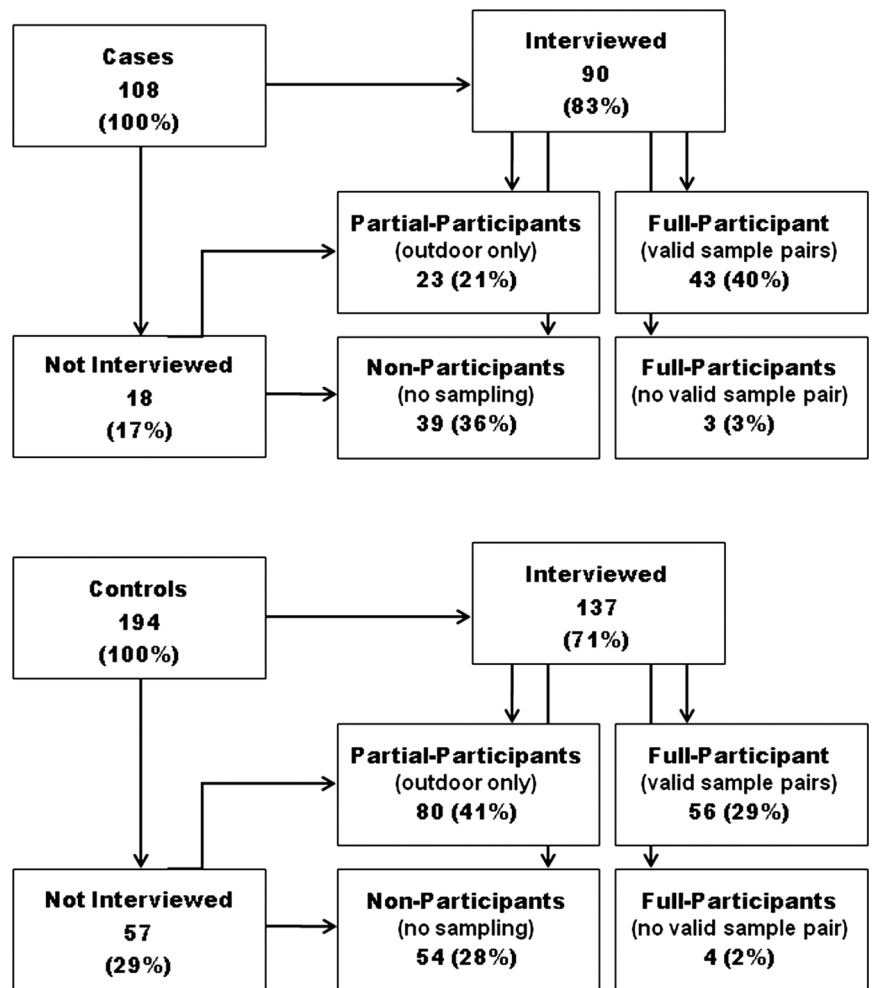 Cases
108
(100%)
Interviewed
90
(83%)
Partial-Participants
(outdoor only)
23 (21%)
Full-Participant
(valid sample pairs)
43 (40%)
Not Interviewed
18
(17%)
Non-Participants
(no sampling)
39 (36%)
Full-Participants
(no valid sample pair)
3 (3%)
Controls
194
(100%)
Interviewed
137
(71%)
Partial-Participants
(outdoor only)
80 (41%)
Full-Participant
(valid sample pairs)
56 (29%)
Not Interviewed
57
(29%)
Non-Participants
(no sampling)
54 (28%)
Full-Participants
(no valid sample pair)
4 (2%)